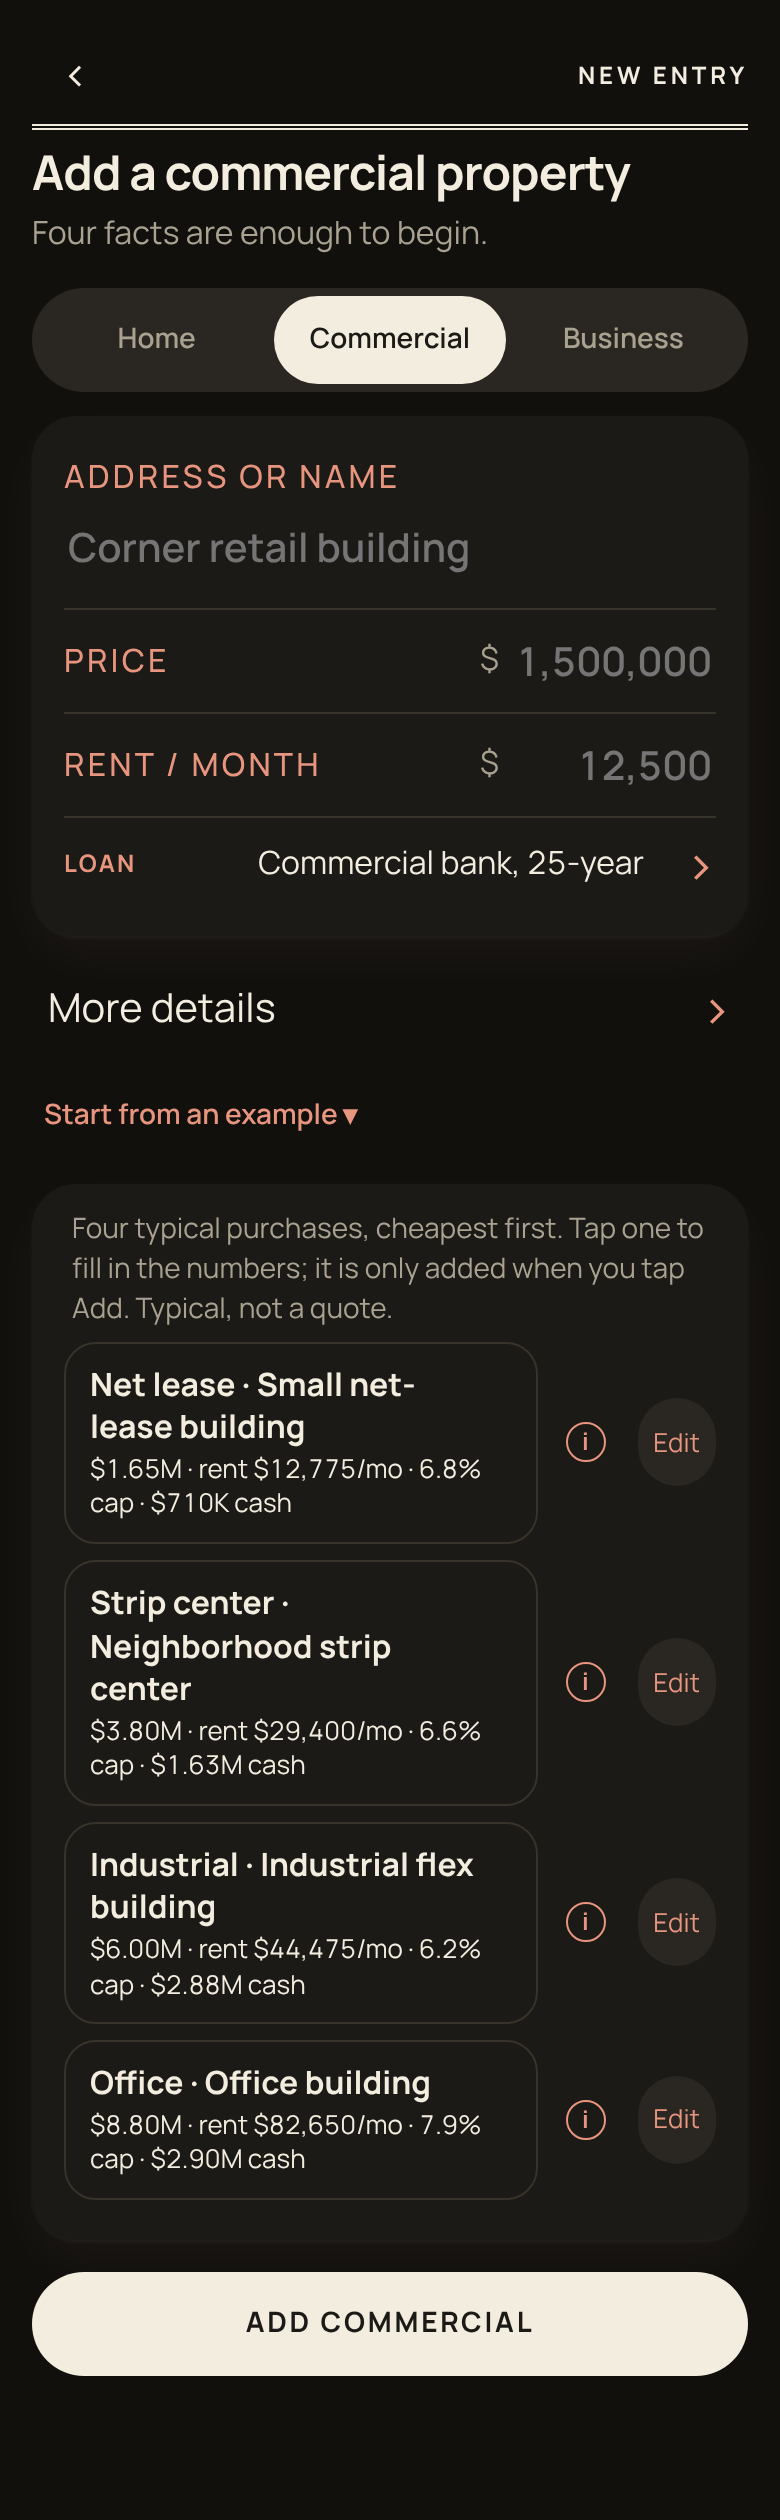 NEW ENTRY
Add a commercial property
Four facts are enough to begin.
Home
Commercial
Business
ADDRESS OR NAME
Corner retail building
PRICE
$ 1,500,000
RENT / MONTH
$ 12,500
LOAN
Commercial bank, 25-year
More details
Start from an example ▾
Four typical purchases, cheapest first. Tap one to
fill in the numbers; it is only added when you tap
Add. Typical, not a quote.
Net lease · Small net-
lease building
$1.65M · rent $12,775/mo · 6.8%
cap · $710K cash
i
Edit
Strip center ·
Neighborhood strip
center
$3.80M · rent $29,400/mo · 6.6%
cap · $1.63M cash
i
Edit
Industrial · Industrial flex
building
$6.00M · rent $44,475/mo · 6.2%
cap · $2.88M cash
i
Edit
Office · Office building
$8.80M · rent $82,650/mo · 7.9%
cap · $2.90M cash
i
Edit
ADD COMMERCIAL